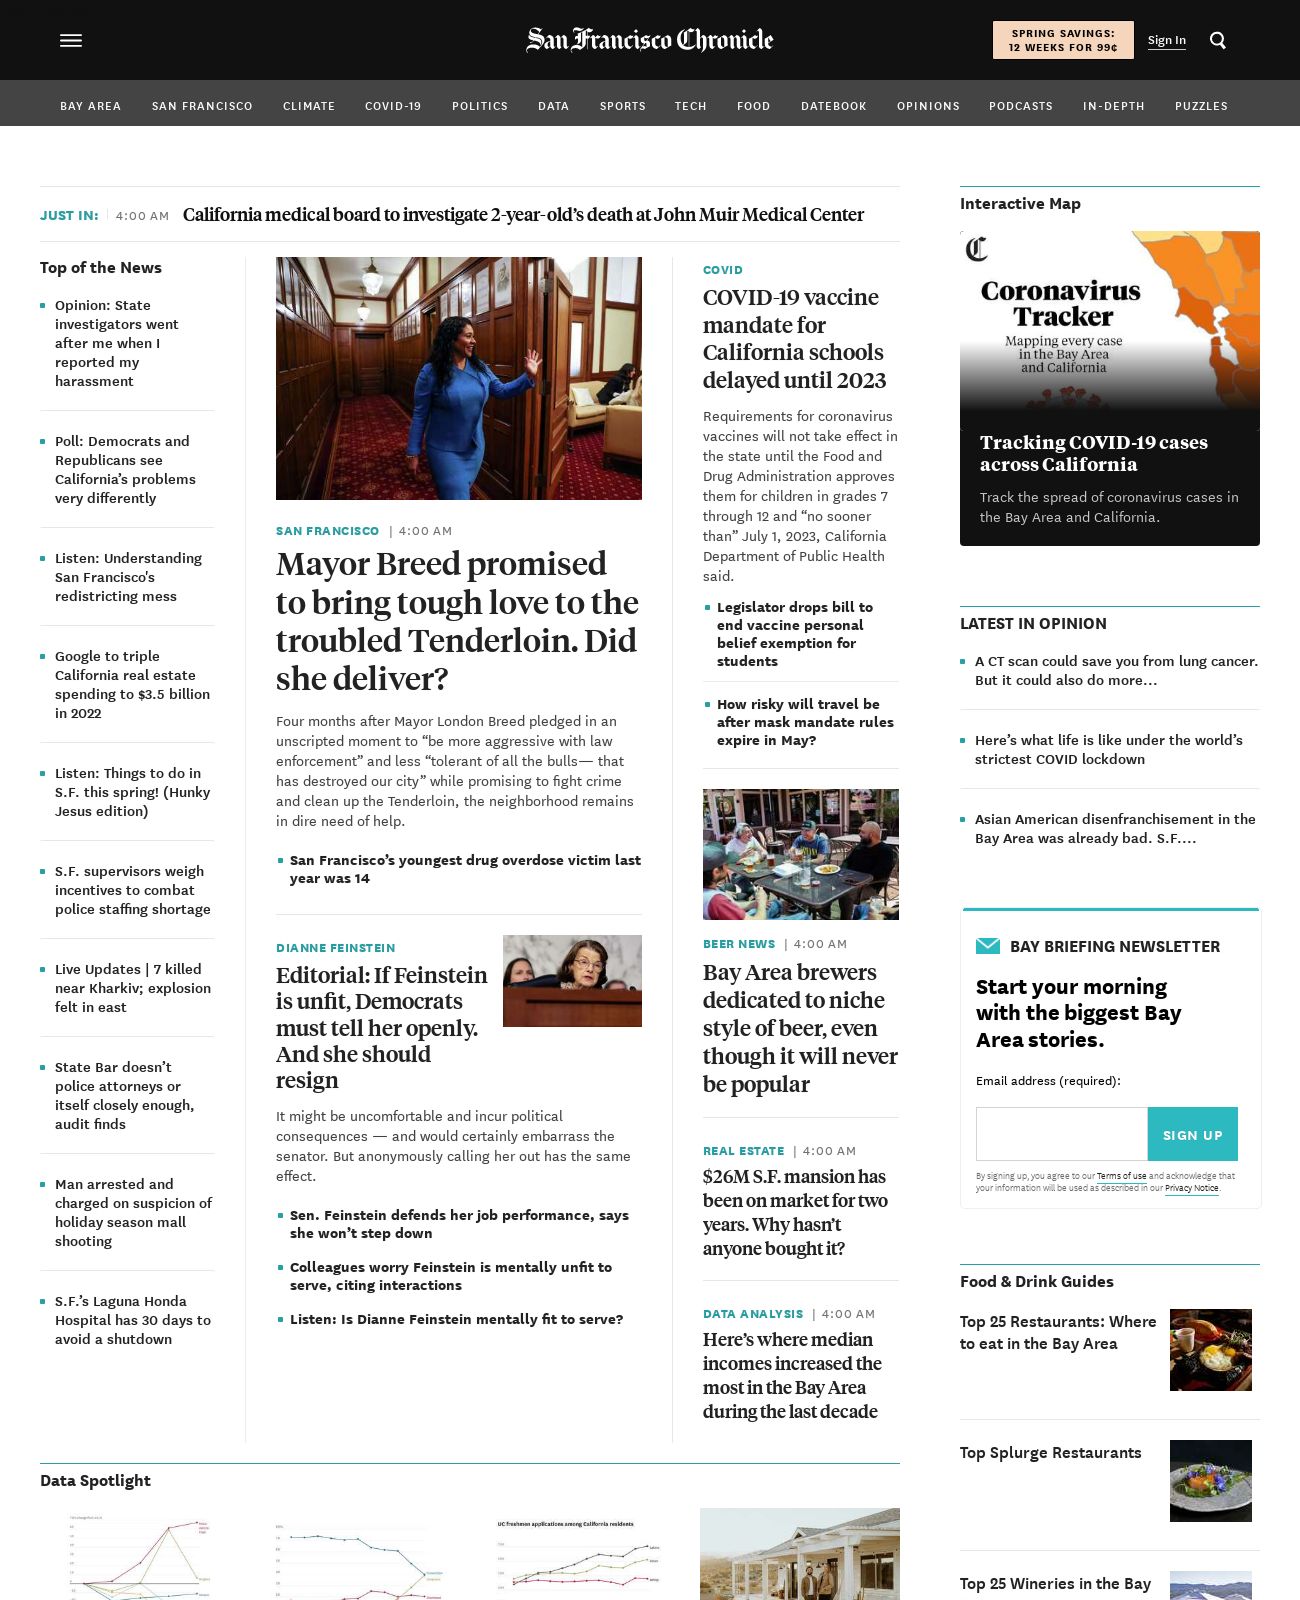 San Francisco Chronicle
SPRING SAVINGS:
12 WEEKS FOR 99¢
Sign In
BAY AREA SAN FRANCISCO CLIMATE COVID-19 POLITICS DATA SPORTS TECH FOOD DATEBOOK OPINIONS PODCASTS IN-DEPTH PUZZLES
JUST IN: 4:00 AM California medical board to investigate 2-year-old’s death at John Muir Medical Center
Top of the News
Opinion: State
investigators went
after me when I
reported my
harassment
Poll: Democrats and
Republicans see
California’s problems
very differently
Listen: Understanding
San Francisco's
redistricting mess
Google to triple
California real estate
spending to $3.5 billion
in 2022
Listen: Things to do in
S.F. this spring! (Hunky
Jesus edition)
S.F. supervisors weigh
incentives to combat
police staffing shortage
Live Updates | 7 killed
near Kharkiv; explosion
felt in east
State Bar doesn’t
police attorneys or
itself closely enough,
audit finds
Man arrested and
charged on suspicion of
holiday season mall
shooting
S.F.’s Laguna Honda
Hospital has 30 days to
avoid a shutdown
SAN FRANCISCO | 4:00 AM
Mayor Breed promised
to bring tough love to the
troubled Tenderloin. Did
she deliver?
Four months after Mayor London Breed pledged in an
unscripted moment to “be more aggressive with law
enforcement” and less “tolerant of all the bulls— that
has destroyed our city” while promising to fight crime
and clean up the Tenderloin, the neighborhood remains
in dire need of help.
San Francisco’s youngest drug overdose victim last
year was 14
DIANNE FEINSTEIN
Editorial: If Feinstein
is unfit, Democrats
must tell her openly.
And she should
resign
It might be uncomfortable and incur political
consequences — and would certainly embarrass the
senator. But anonymously calling her out has the same
effect.
Sen. Feinstein defends her job performance, says
she won’t step down
Colleagues worry Feinstein is mentally unfit to
serve, citing interactions
Listen: Is Dianne Feinstein mentally fit to serve?
COVID
COVID-19 vaccine
mandate for
California schools
delayed until 2023
Requirements for coronavirus
vaccines will not take effect in
the state until the Food and
Drug Administration approves
them for children in grades 7
through 12 and “no sooner
than” July 1, 2023, California
Department of Public Health
said.
Legislator drops bill to
end vaccine personal
belief exemption for
students
How risky will travel be
after mask mandate rules
expire in May?
BEER NEWS | 4:00 AM
Bay Area brewers
dedicated to niche
style of beer, even
though it will never
be popular
REAL ESTATE | 4:00 AM
$26M S.F. mansion has
been on market for two
years. Why hasn’t
anyone bought it?
DATA ANALYSIS | 4:00 AM
Here’s where median
incomes increased the
most in the Bay Area
during the last decade
Interactive Map
C
Coronavirus
Tracker
Mapping every case
in the Bay Area
and California
Tracking COVID-19 cases
across California
Track the spread of coronavirus cases in
the Bay Area and California.
LATEST IN OPINION
A CT scan could save you from lung cancer.
But it could also do more…
Here’s what life is like under the world’s
strictest COVID lockdown
Asian American disenfranchisement in the
Bay Area was already bad. S.F.…
BAY BRIEFING NEWSLETTER
Start your morning
with the biggest Bay
Area stories.
Email address (required):
SIGN UP
By signing up, you agree to our Terms of use and acknowledge that
your information will be used as described in our Privacy Notice.
Food & Drink Guides
Top 25 Restaurants: Where
to eat in the Bay Area
Top Splurge Restaurants
Top 25 Wineries in the Bay
Data Spotlight
UC freshmen applications among California residents